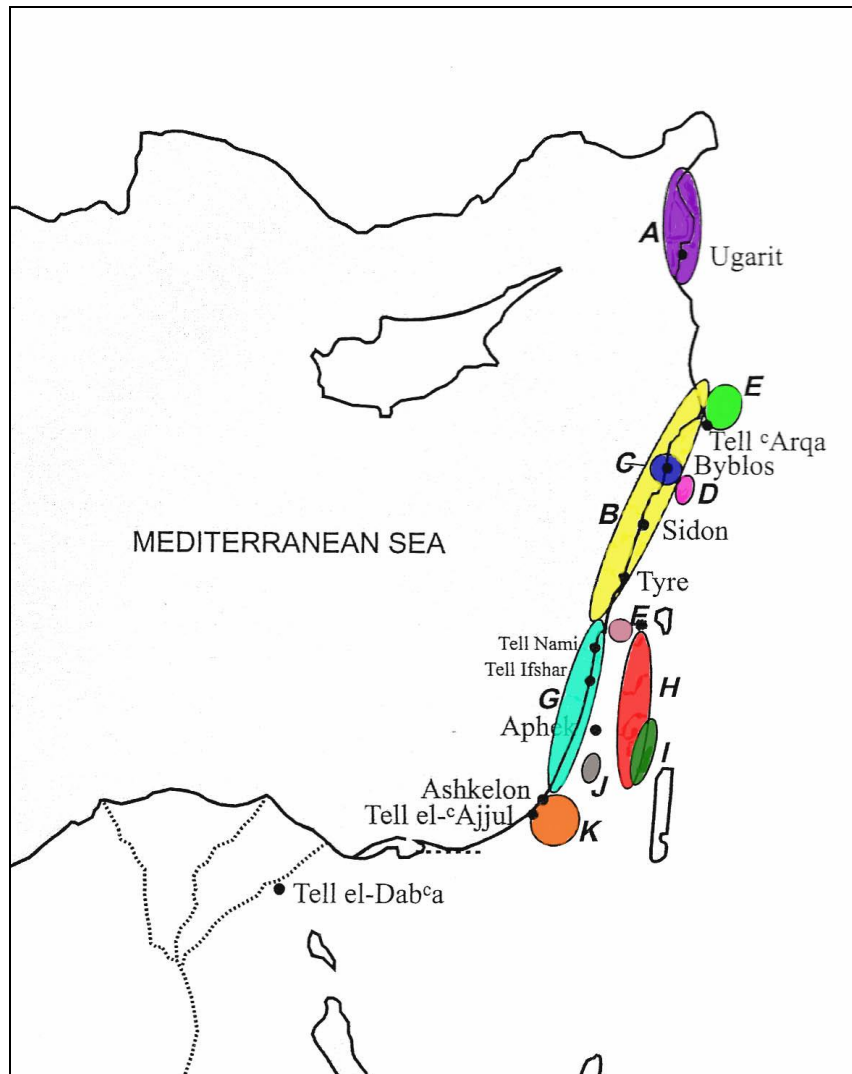 A
Ugarit
E
Tell ᶜArqa
C
Byblos
D
B
Sidon
MEDITERRANEAN SEA
Tyre
F
Tell Nami
Tell Ifshar
G
H
Aphek
I
J
Ashkelon
Tell el-ᶜAjjul
K
Tell el-Dabᶜa